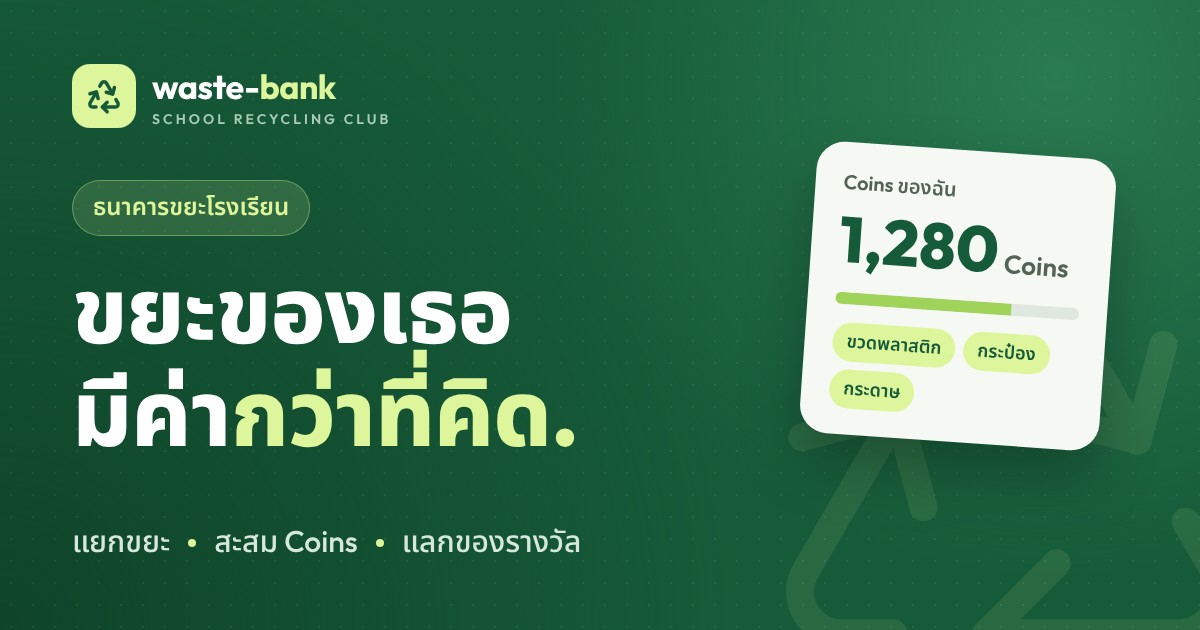 waste-bank
SCHOOL RECYCLING CLUB
ธนาคารขยะโรงเรียน
ขยะของเธอ
มีค่ากว่าที่คิด.
แยกขยะ • สะสม Coins • แลกของรางวัล
Coins ของฉัน
1,280 Coins
ขวดพลาสติก กระป๋อง
กระดาษ